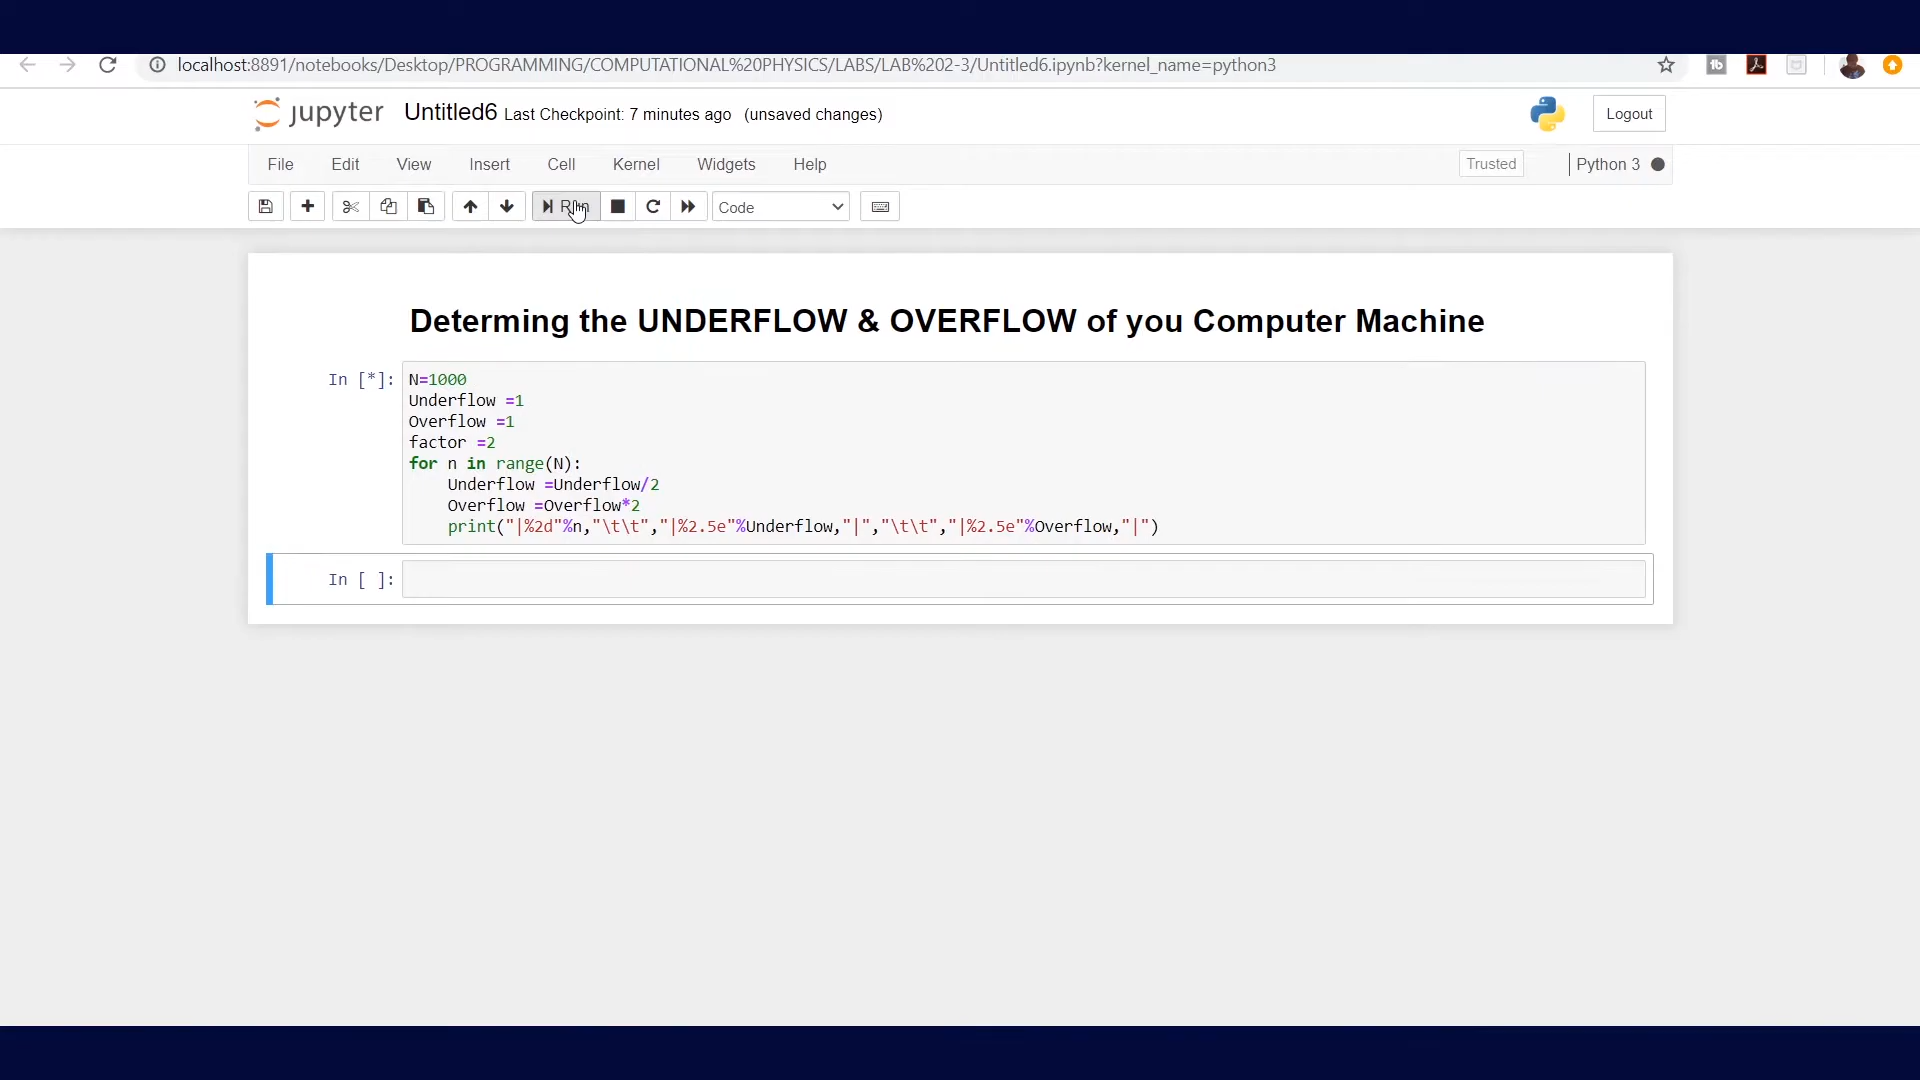 localhost:8891/notebooks/Desktop/PROGRAMMING/COMPUTATIONAL%20PHYSICS/LABS/LAB%202-3/Untitled6.ipynb?kernel_name=python3
jupyter Untitled6 Last Checkpoint: 7 minutes ago (unsaved changes) Logout
File Edit View Insert Cell Kernel Widgets Help Trusted Python 3
Run Code
Determing the UNDERFLOW & OVERFLOW of you Computer Machine
In [*]: N=1000
Underflow =1
Overflow =1
factor =2
for n in range(N):
    Underflow =Underflow/2
    Overflow =Overflow*2
    print("|%2d"%n,"\t\t","|%2.5e"%Underflow,"|","\t\t","|%2.5e"%Overflow,"|")
In [ ]: